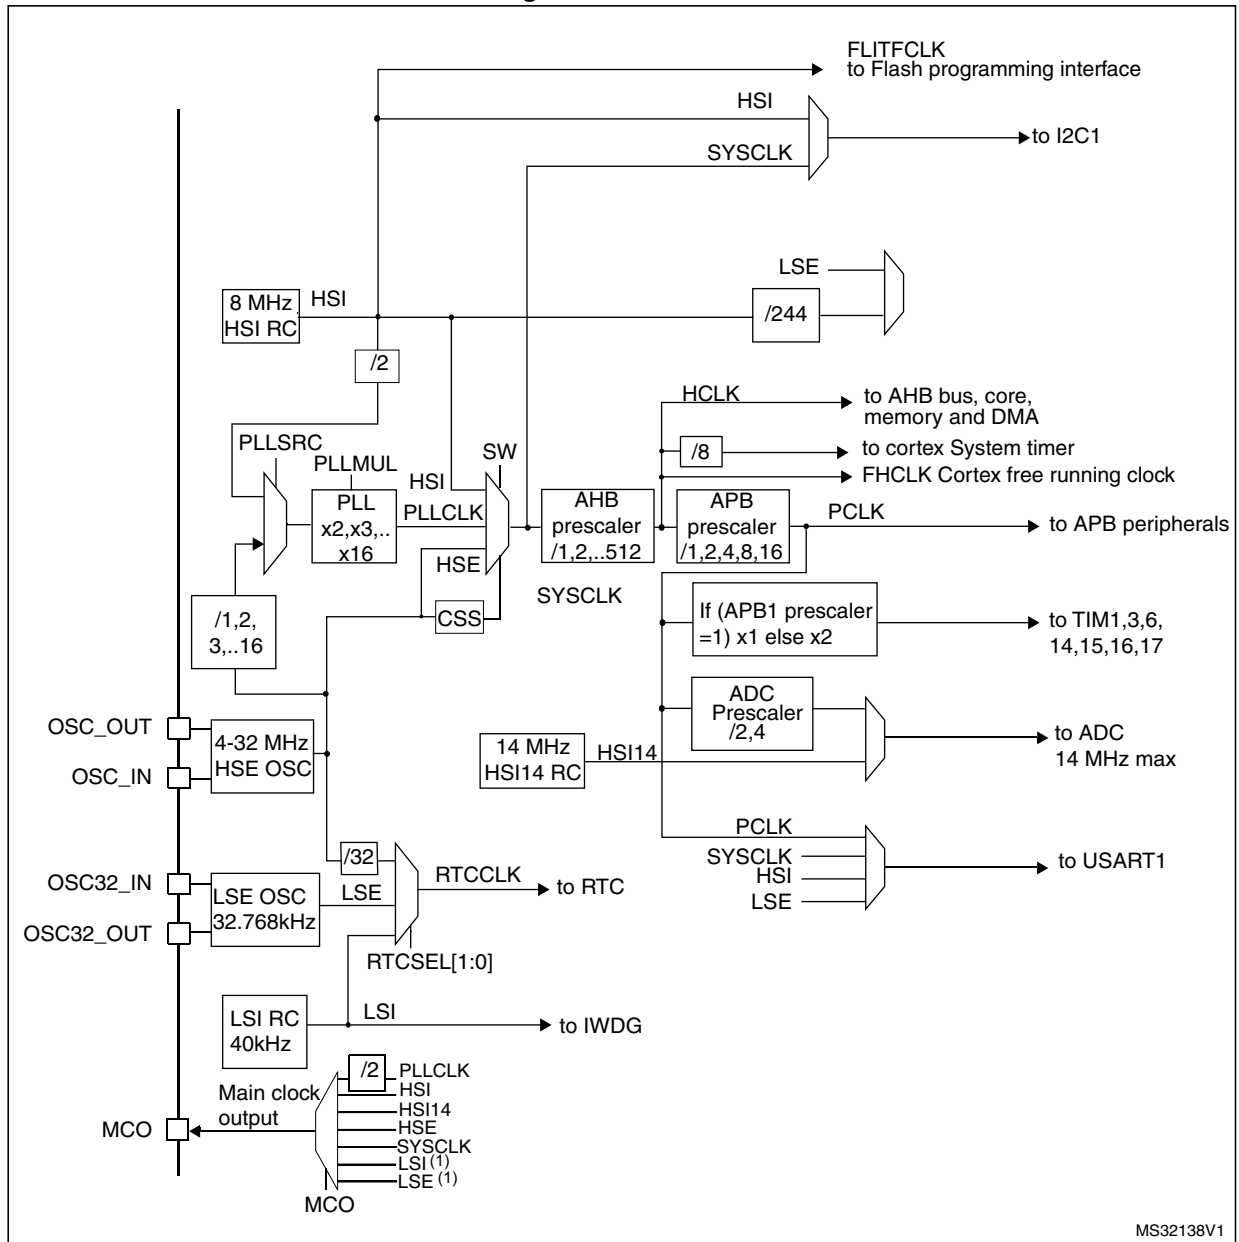 FLITFCLK
to Flash programming interface
HSI
to I2C1
SYSCLK
LSE
8 MHz
HSI RC
HSI
/244
/2
HCLK
to AHB bus, core,
memory and DMA
PLLSRC
/8
to cortex System timer
SW
PLLMUL
HSI
FHCLK Cortex free running clock
PLL
x2,x3,..
x16
PLLCLK
AHB
prescaler
/1,2,..512
APB
prescaler
/1,2,4,8,16
PCLK
to APB peripherals
HSE
SYSCLK
/1,2,
3,..16
CSS
If (APB1 prescaler
=1) x1 else x2
to TIM1,3,6,
14,15,16,17
OSC_OUT
OSC_IN
4-32 MHz
HSE OSC
ADC
Prescaler
/2,4
14 MHz
HSI14 RC
HSI14
to ADC
14 MHz max
PCLK
SYSCLK
HSI
LSE
to USART1
/32
OSC32_IN
OSC32_OUT
LSE OSC
32.768kHz
LSE
RTCCLK
to RTC
RTCSEL[1:0]
LSI RC
40kHz
LSI
to IWDG
/2
PLLCLK
HSI
HSI14
HSE
SYSCLK
LSI (1)
LSE (1)
Main clock
output
MCO
MCO
MS32138V1